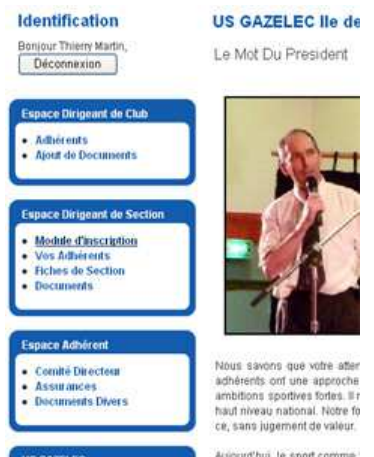 Identification
Bonjour Thierry Martin,
Déconnexion
Espace Dirigeant de Club
Adhérents
Ajout de Documents
Espace Dirigeant de Section
Module d'inscription
Vos Adhérents
Fiches de Section
Documents
Espace Adhérent
Comité Directeur
Assurances
Documents Divers
US GAZELEC Ile de
Le Mot Du President
Nous savons que votre atten
adhérents ont une approche
ambitions sportives fortes. Il
haut niveau national. Notre fo
ce, sans jugement de valeur.
Aujourd'hui, le sport comme